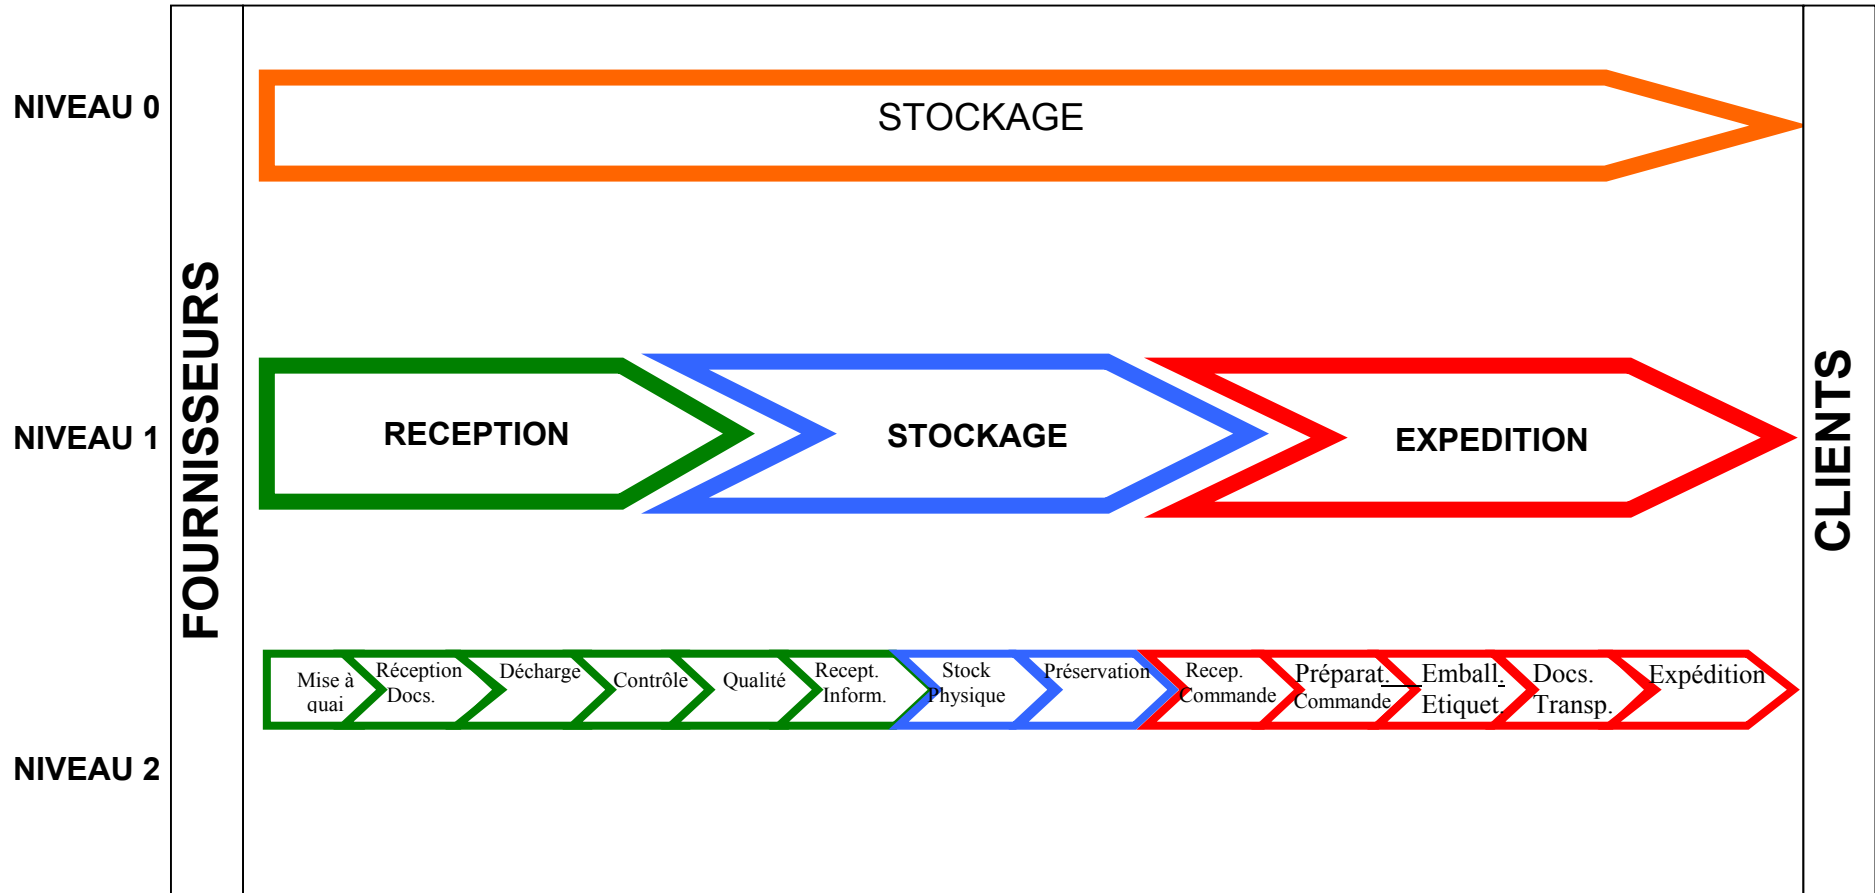 NIVEAU 0
STOCKAGE
FOURNISSEURS
CLIENTS
NIVEAU 1
RECEPTION
STOCKAGE
EXPEDITION
Mise à
quai
Réception
Docs.
Décharge
Contrôle
Qualité
Recept.
Inform.
Stock
Physique
Préservation
Recep.
Commande
Préparat.
Commande
Emball.
Etiquet.
Docs.
Transp.
Expédition
NIVEAU 2